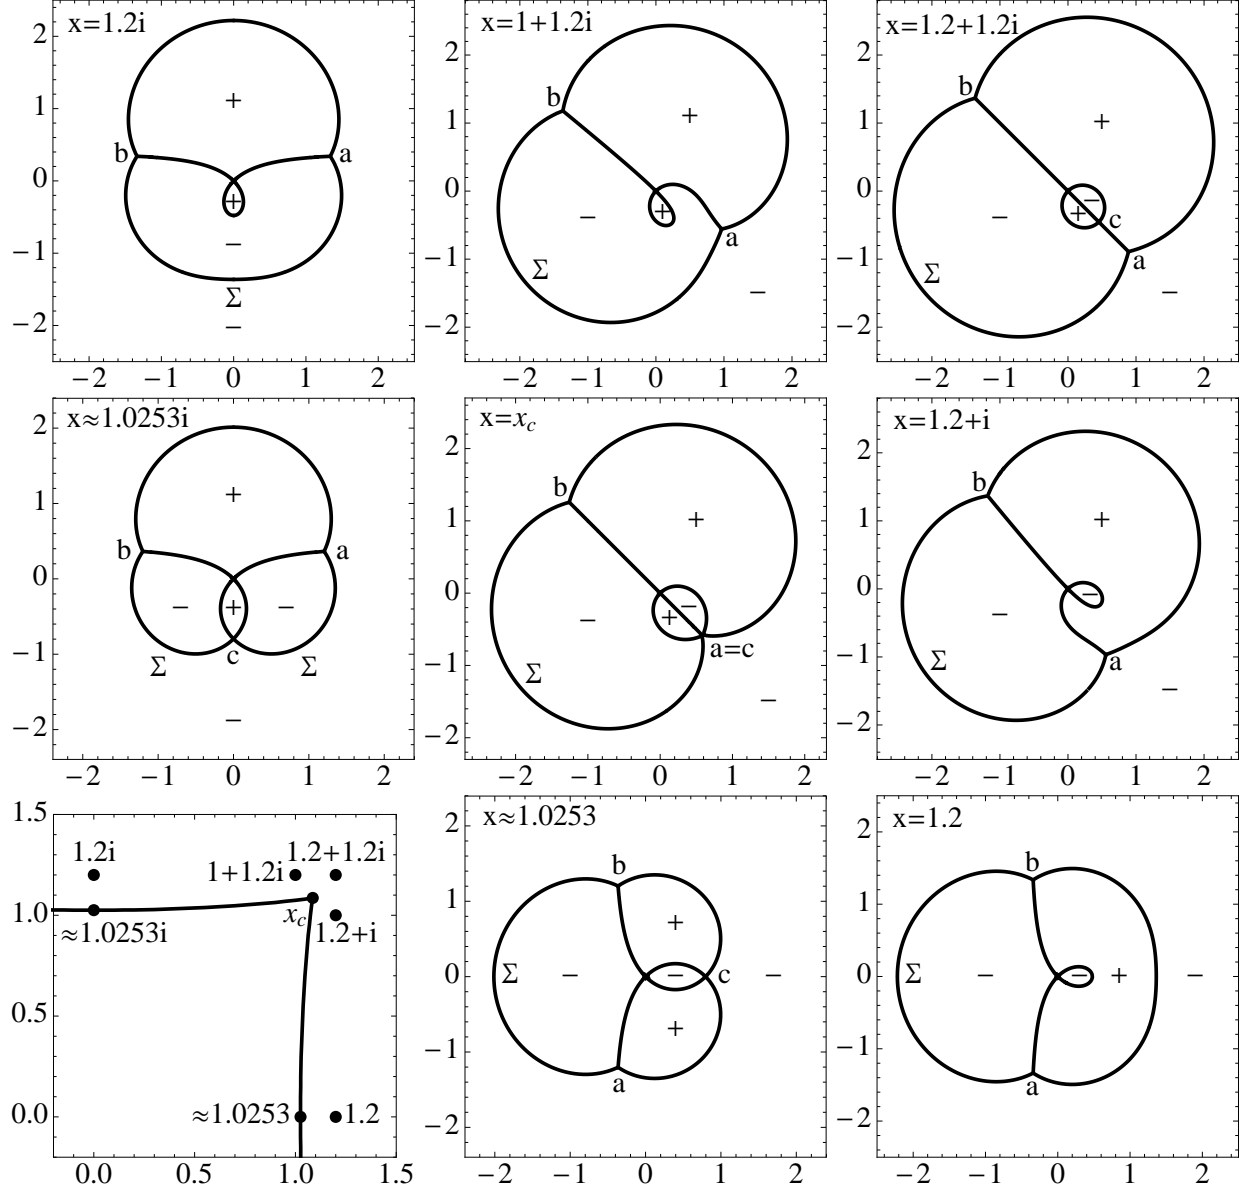 x=1.2i
2
+
1
b
a
0
+
−
−1
Σ
−
−2
−2 −1 0 1 2
x=1+1.2i
2
b
+
1
0
−
+
a
−1
Σ
−
−2
−2 −1 0 1 2
x=1.2+1.2i
2
b
+
1
0
−
−
+
c
a
−1
Σ
−
−2
−2 −1 0 1 2
x≈1.0253i
2
+
1
b
a
0
−
+
−
−1
Σ
c
Σ
−
−2
−2 −1 0 1 2
x=x_c
2
b
+
1
0
−
−
+
a=c
−1
Σ
−
−2
−2 −1 0 1 2
x=1.2+i
2
b
+
1
0
−
−
a
−1
Σ
−
−2
−2 −1 0 1 2
1.5
1.2i
1+1.2i
1.2+1.2i
x_c
1.0
≈1.0253i
1.2+i
0.5
≈1.0253
1.2
0.0
0.0 0.5 1.0 1.5
x≈1.0253
2
b
1
+
0
Σ
−
−
c
−
+
−1
a
−2
−2 −1 0 1 2
x=1.2
2
b
1
0
Σ
−
−
+
−
−1
a
−2
−2 −1 0 1 2